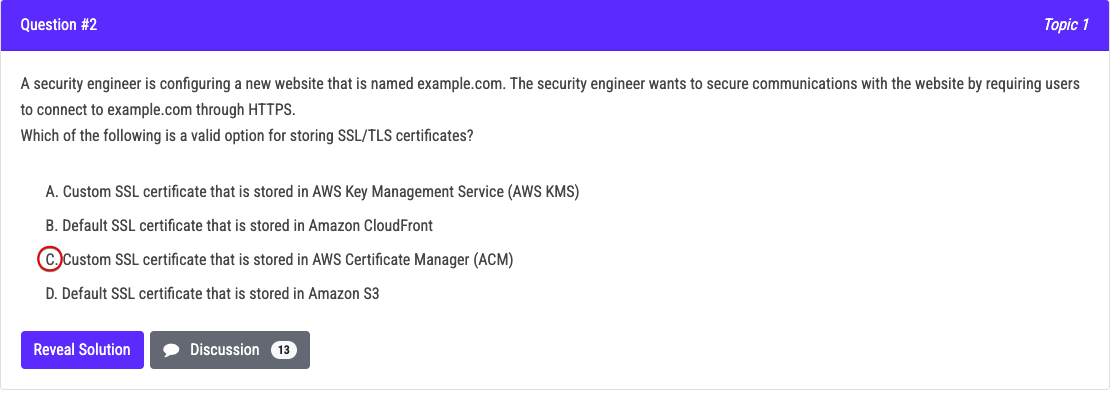 Question #2
Topic 1
A security engineer is configuring a new website that is named example.com. The security engineer wants to secure communications with the website by requiring users
to connect to example.com through HTTPS.
Which of the following is a valid option for storing SSL/TLS certificates?
A. Custom SSL certificate that is stored in AWS Key Management Service (AWS KMS)
B. Default SSL certificate that is stored in Amazon CloudFront
C. Custom SSL certificate that is stored in AWS Certificate Manager (ACM)
D. Default SSL certificate that is stored in Amazon S3
Reveal Solution
Discussion 13